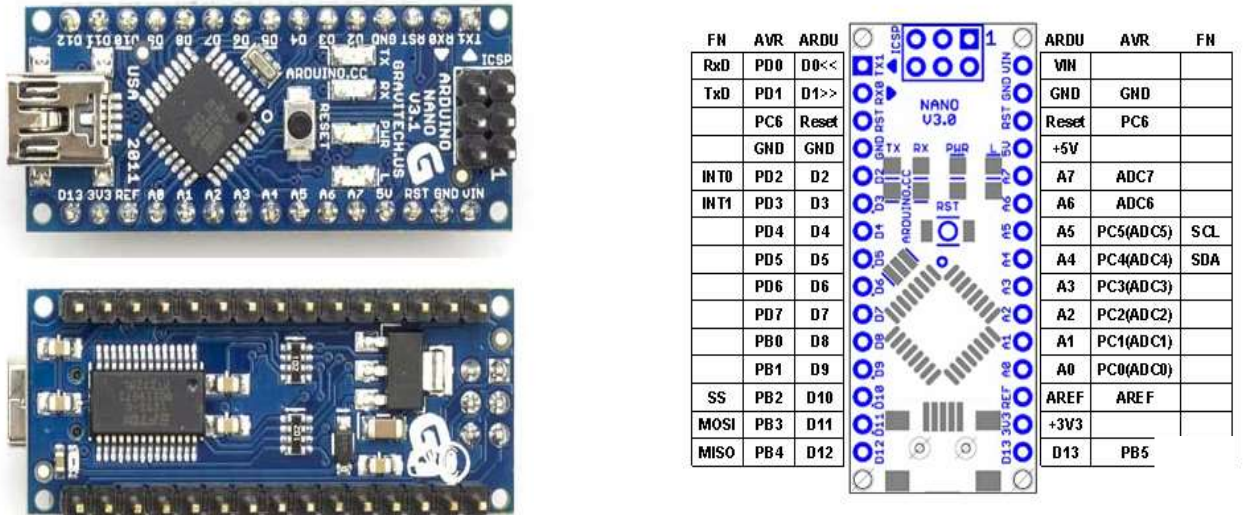 D12 D11 D10 D9 D8 D7 D6 D5 D4 D3 D2 GND RST RX0 TX1
ICSP
TX
RX
PWR
L
ARDUINO.CC
RESET
USA 2011
GRAVITECH.US
ARDUINO
NANO
V3.1
G
1
D13 3V3 REF A0 A1 A2 A3 A4 A5 A6 A7 5V RST GND VIN
102
102
G
FN AVR ARDU
RxD PD0 D0<<
TxD PD1 D1>>
PC6 Reset
GND GND
INT0 PD2 D2
INT1 PD3 D3
PD4 D4
PD5 D5
PD6 D6
PD7 D7
PB0 D8
PB1 D9
SS PB2 D10
MOSI PB3 D11
MISO PB4 D12
ICSP 1
TX1 RX0 RST GND D2 D3 D4 D5 D6 D7 D8 D9 D10 D11 D12
NANO
V3.0
TX RX PWR L
ARDUINO.CC
RST
VIN GND RST 5V A7 A6 A5 A4 A3 A2 A1 A0 REF 3V3 D13
ARDU AVR FN
VIN
GND GND
Reset PC6
+5V
A7 ADC7
A6 ADC6
A5 PC5(ADC5) SCL
A4 PC4(ADC4) SDA
A3 PC3(ADC3)
A2 PC2(ADC2)
A1 PC1(ADC1)
A0 PC0(ADC0)
AREF AREF
+3V3
D13 PB5